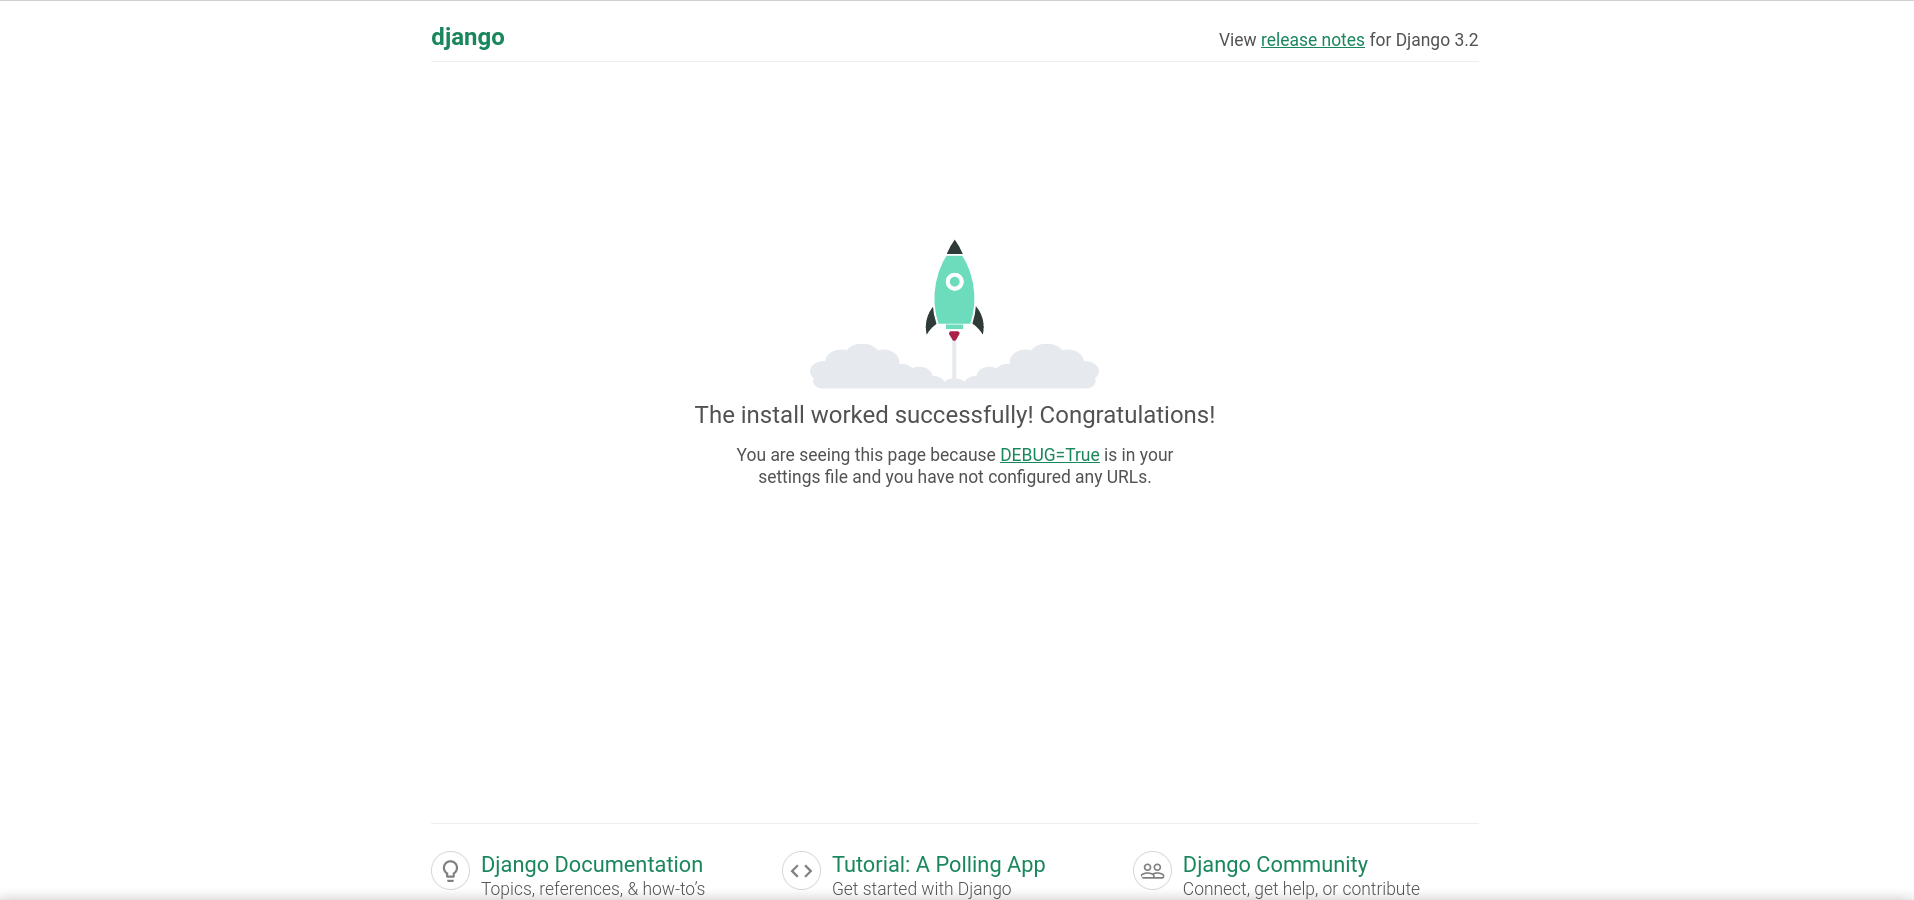 django
View release notes for Django 3.2
The install worked successfully! Congratulations!
You are seeing this page because DEBUG=True is in your
settings file and you have not configured any URLs.
Django Documentation
Topics, references, & how-to’s
Tutorial: A Polling App
Get started with Django
Django Community
Connect, get help, or contribute